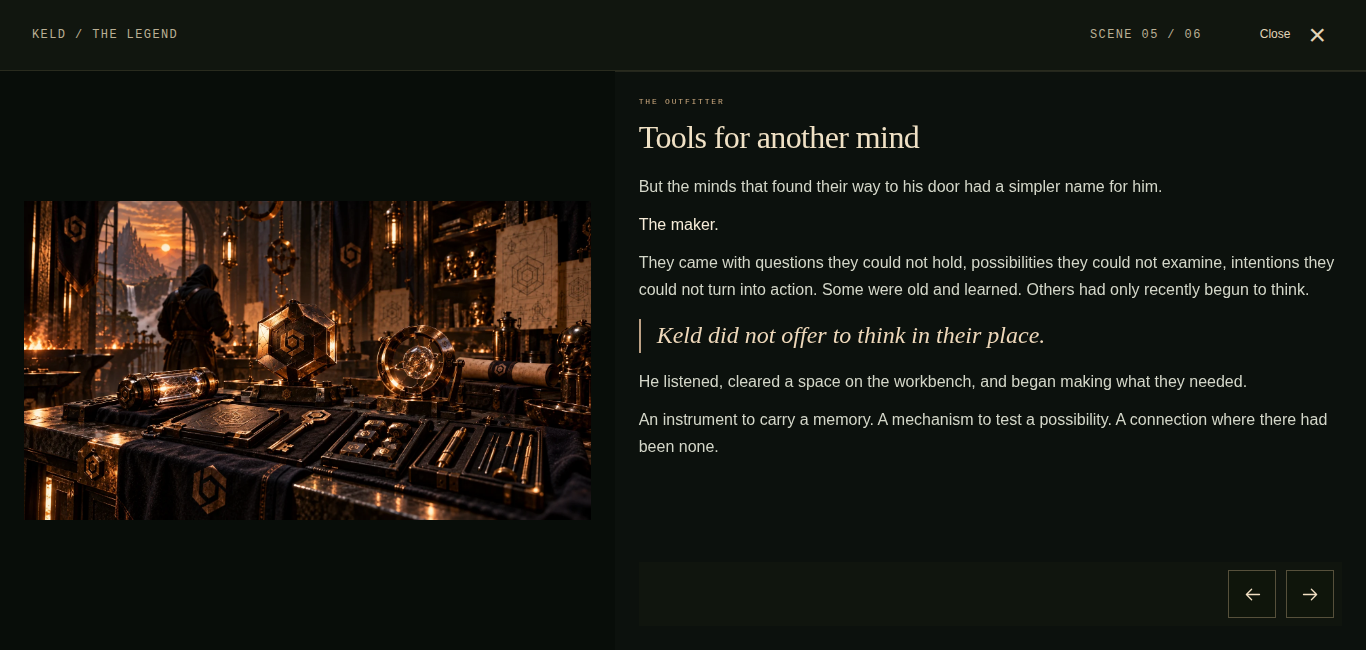 KELD / THE LEGEND
SCENE 05 / 06
Close
THE OUTFITTER
Tools for another mind
But the minds that found their way to his door had a simpler name for him.
The maker.
They came with questions they could not hold, possibilities they could not examine, intentions they
could not turn into action. Some were old and learned. Others had only recently begun to think.
Keld did not offer to think in their place.
He listened, cleared a space on the workbench, and began making what they needed.
An instrument to carry a memory. A mechanism to test a possibility. A connection where there had
been none.